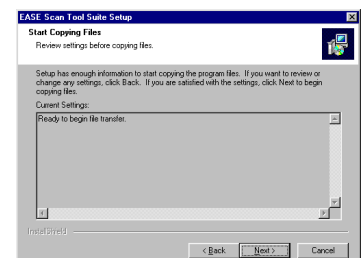 EASE Scan Tool Suite Setup
Start Copying Files
Review settings before copying files.
Setup has enough information to start copying the program files. If you want to review or
change any settings, click Back. If you are satisfied with the settings, click Next to begin
copying files.
Current Settings:
Ready to begin file transfer.
InstallShield
< Back
Next >
Cancel